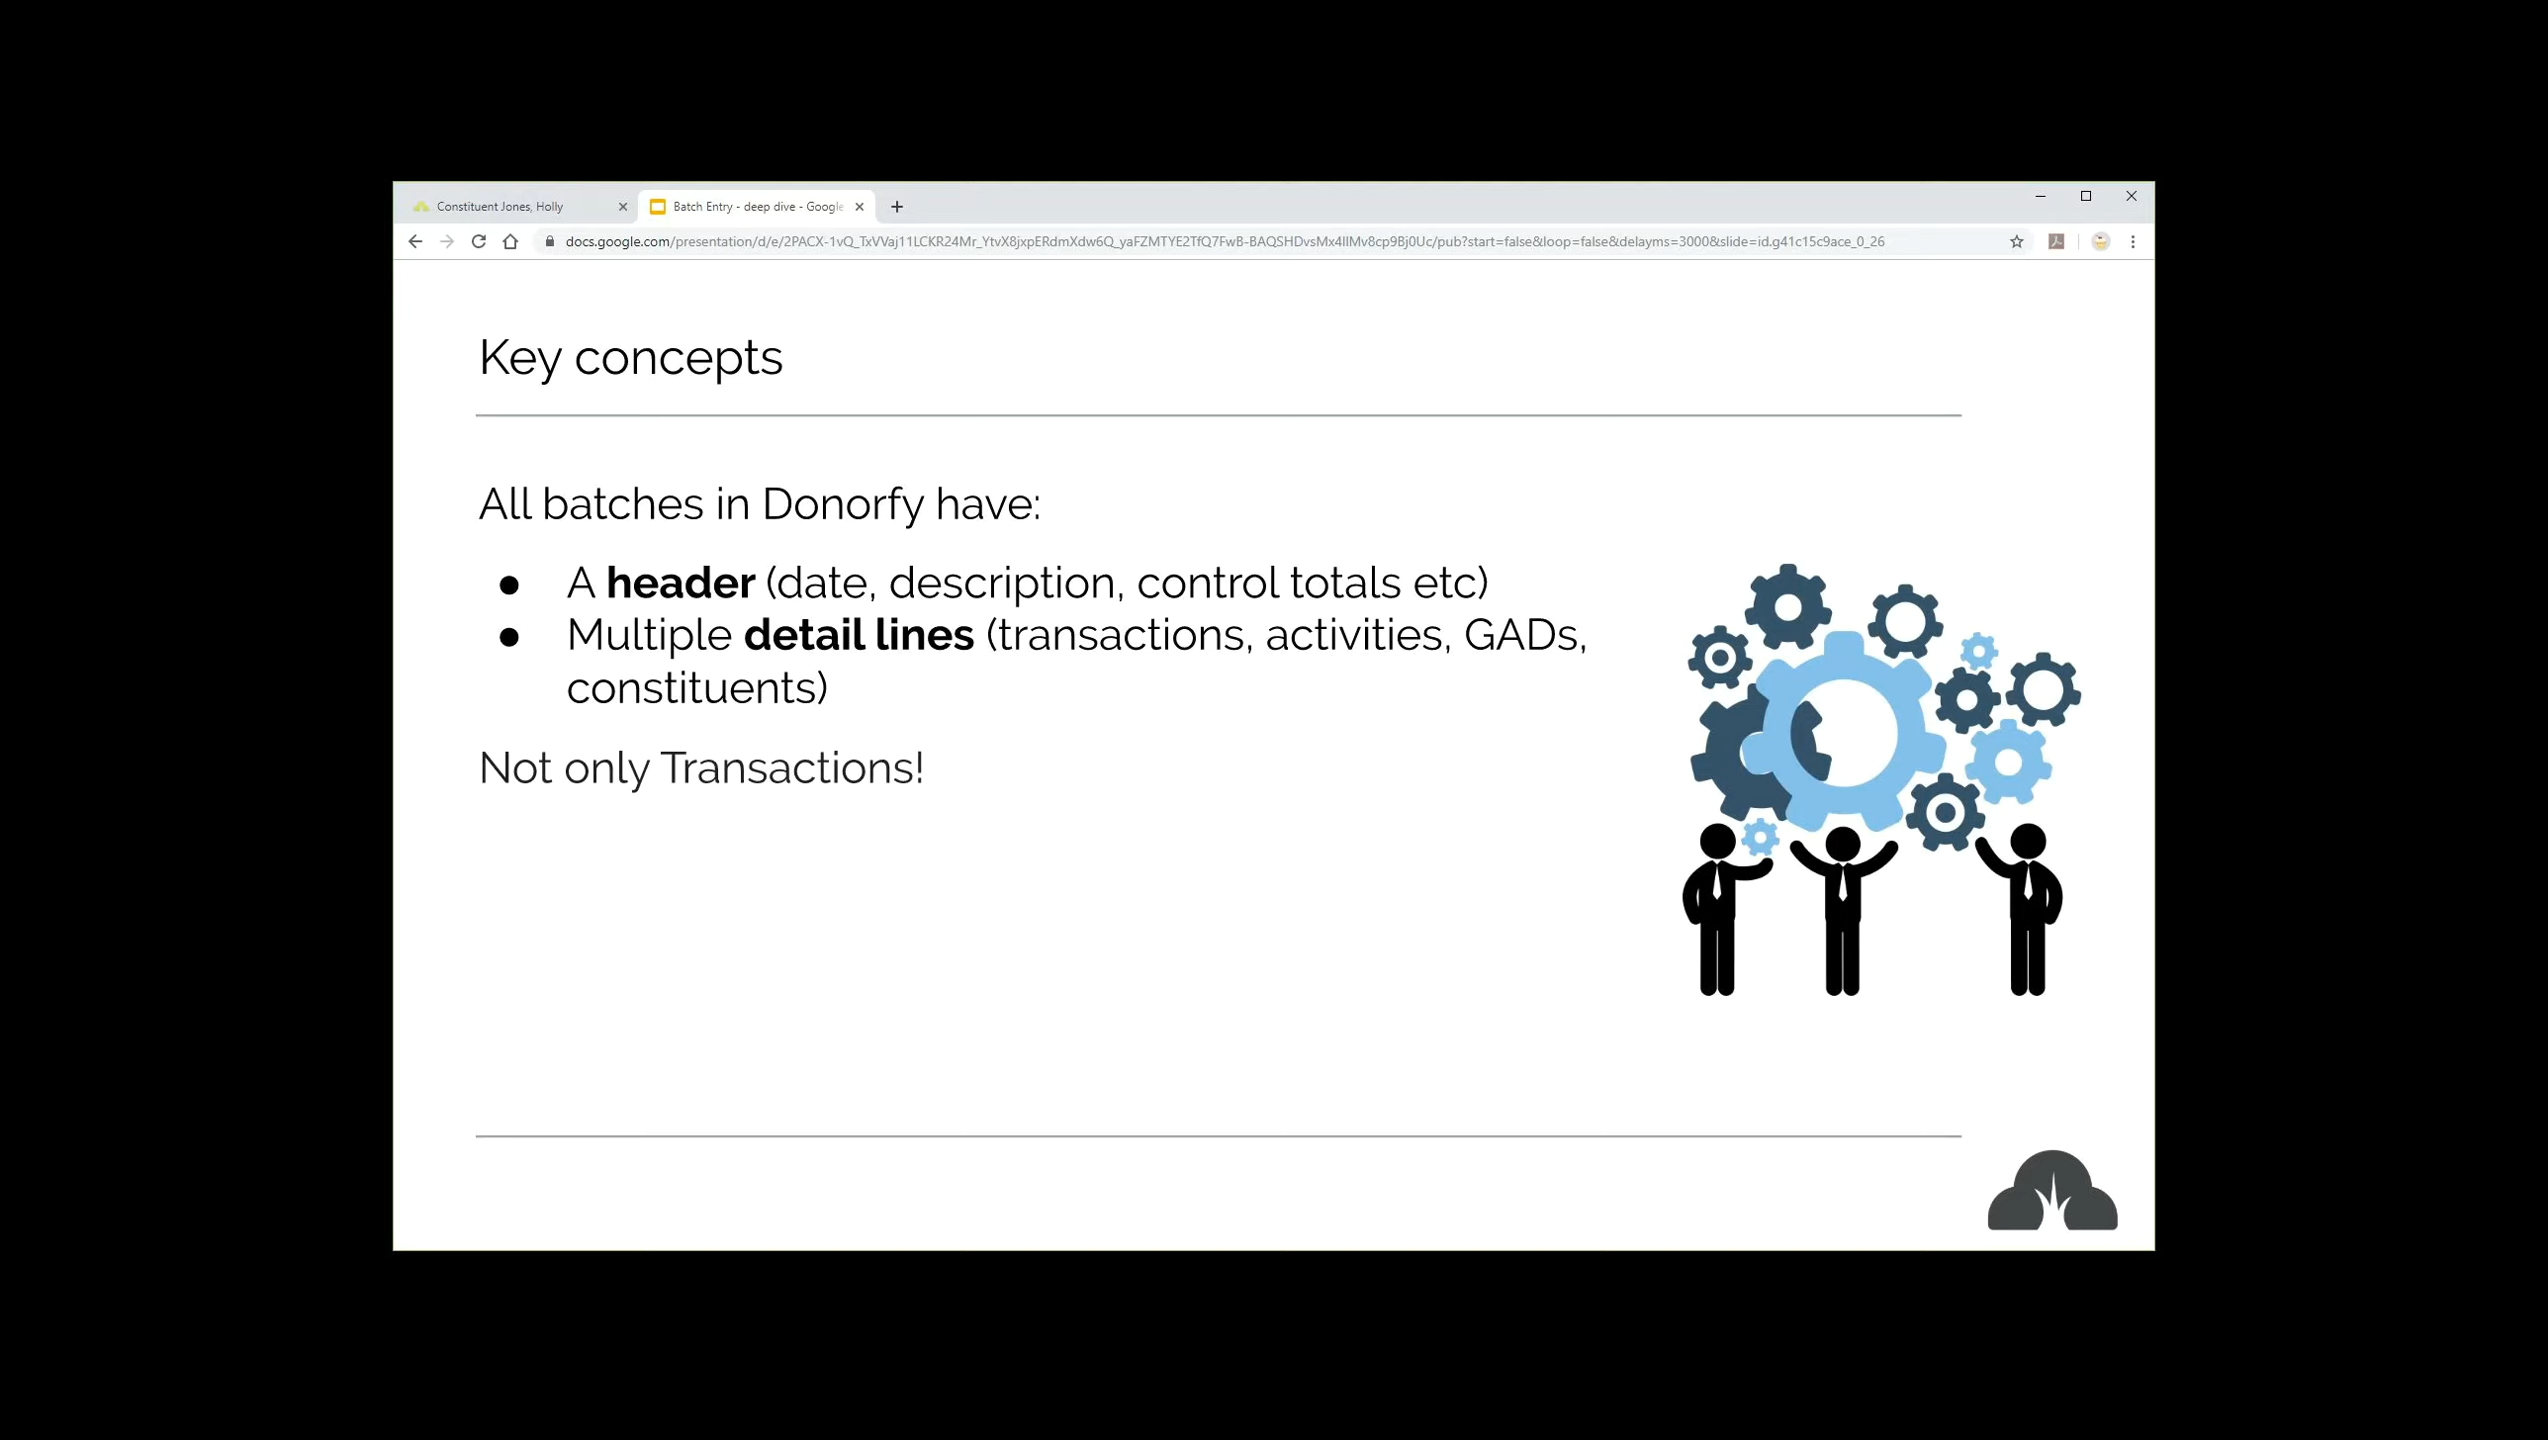 Constituent Jones, Holly
Batch Entry - deep dive - Google
docs.google.com/presentation/d/e/2PACX-1vQ_TxVVaj11LCKR24Mr_YtvX8jxpERdmXdw6Q_yaFZMTYE2TfQ7FwB-BAQSHDvsMx4IIMv8cp9Bj0Uc/pub?start=false&loop=false&delayms=3000&slide=id.g41c15c9ace_0_26
Key concepts
All batches in Donorfy have:
● A header (date, description, control totals etc)
● Multiple detail lines (transactions, activities, GADs,
constituents)
Not only Transactions!